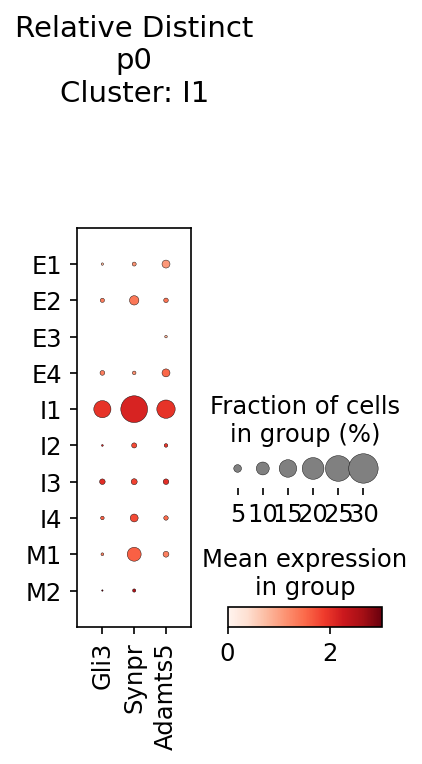 Relative Distinct
p0
Cluster: I1
E1
E2
E3
E4
I1
I2
I3
I4
M1
M2
Gli3
Synpr
Adamts5
Fraction of cells
in group (%)
5 10 15 20 25 30
Mean expression
in group
0 2